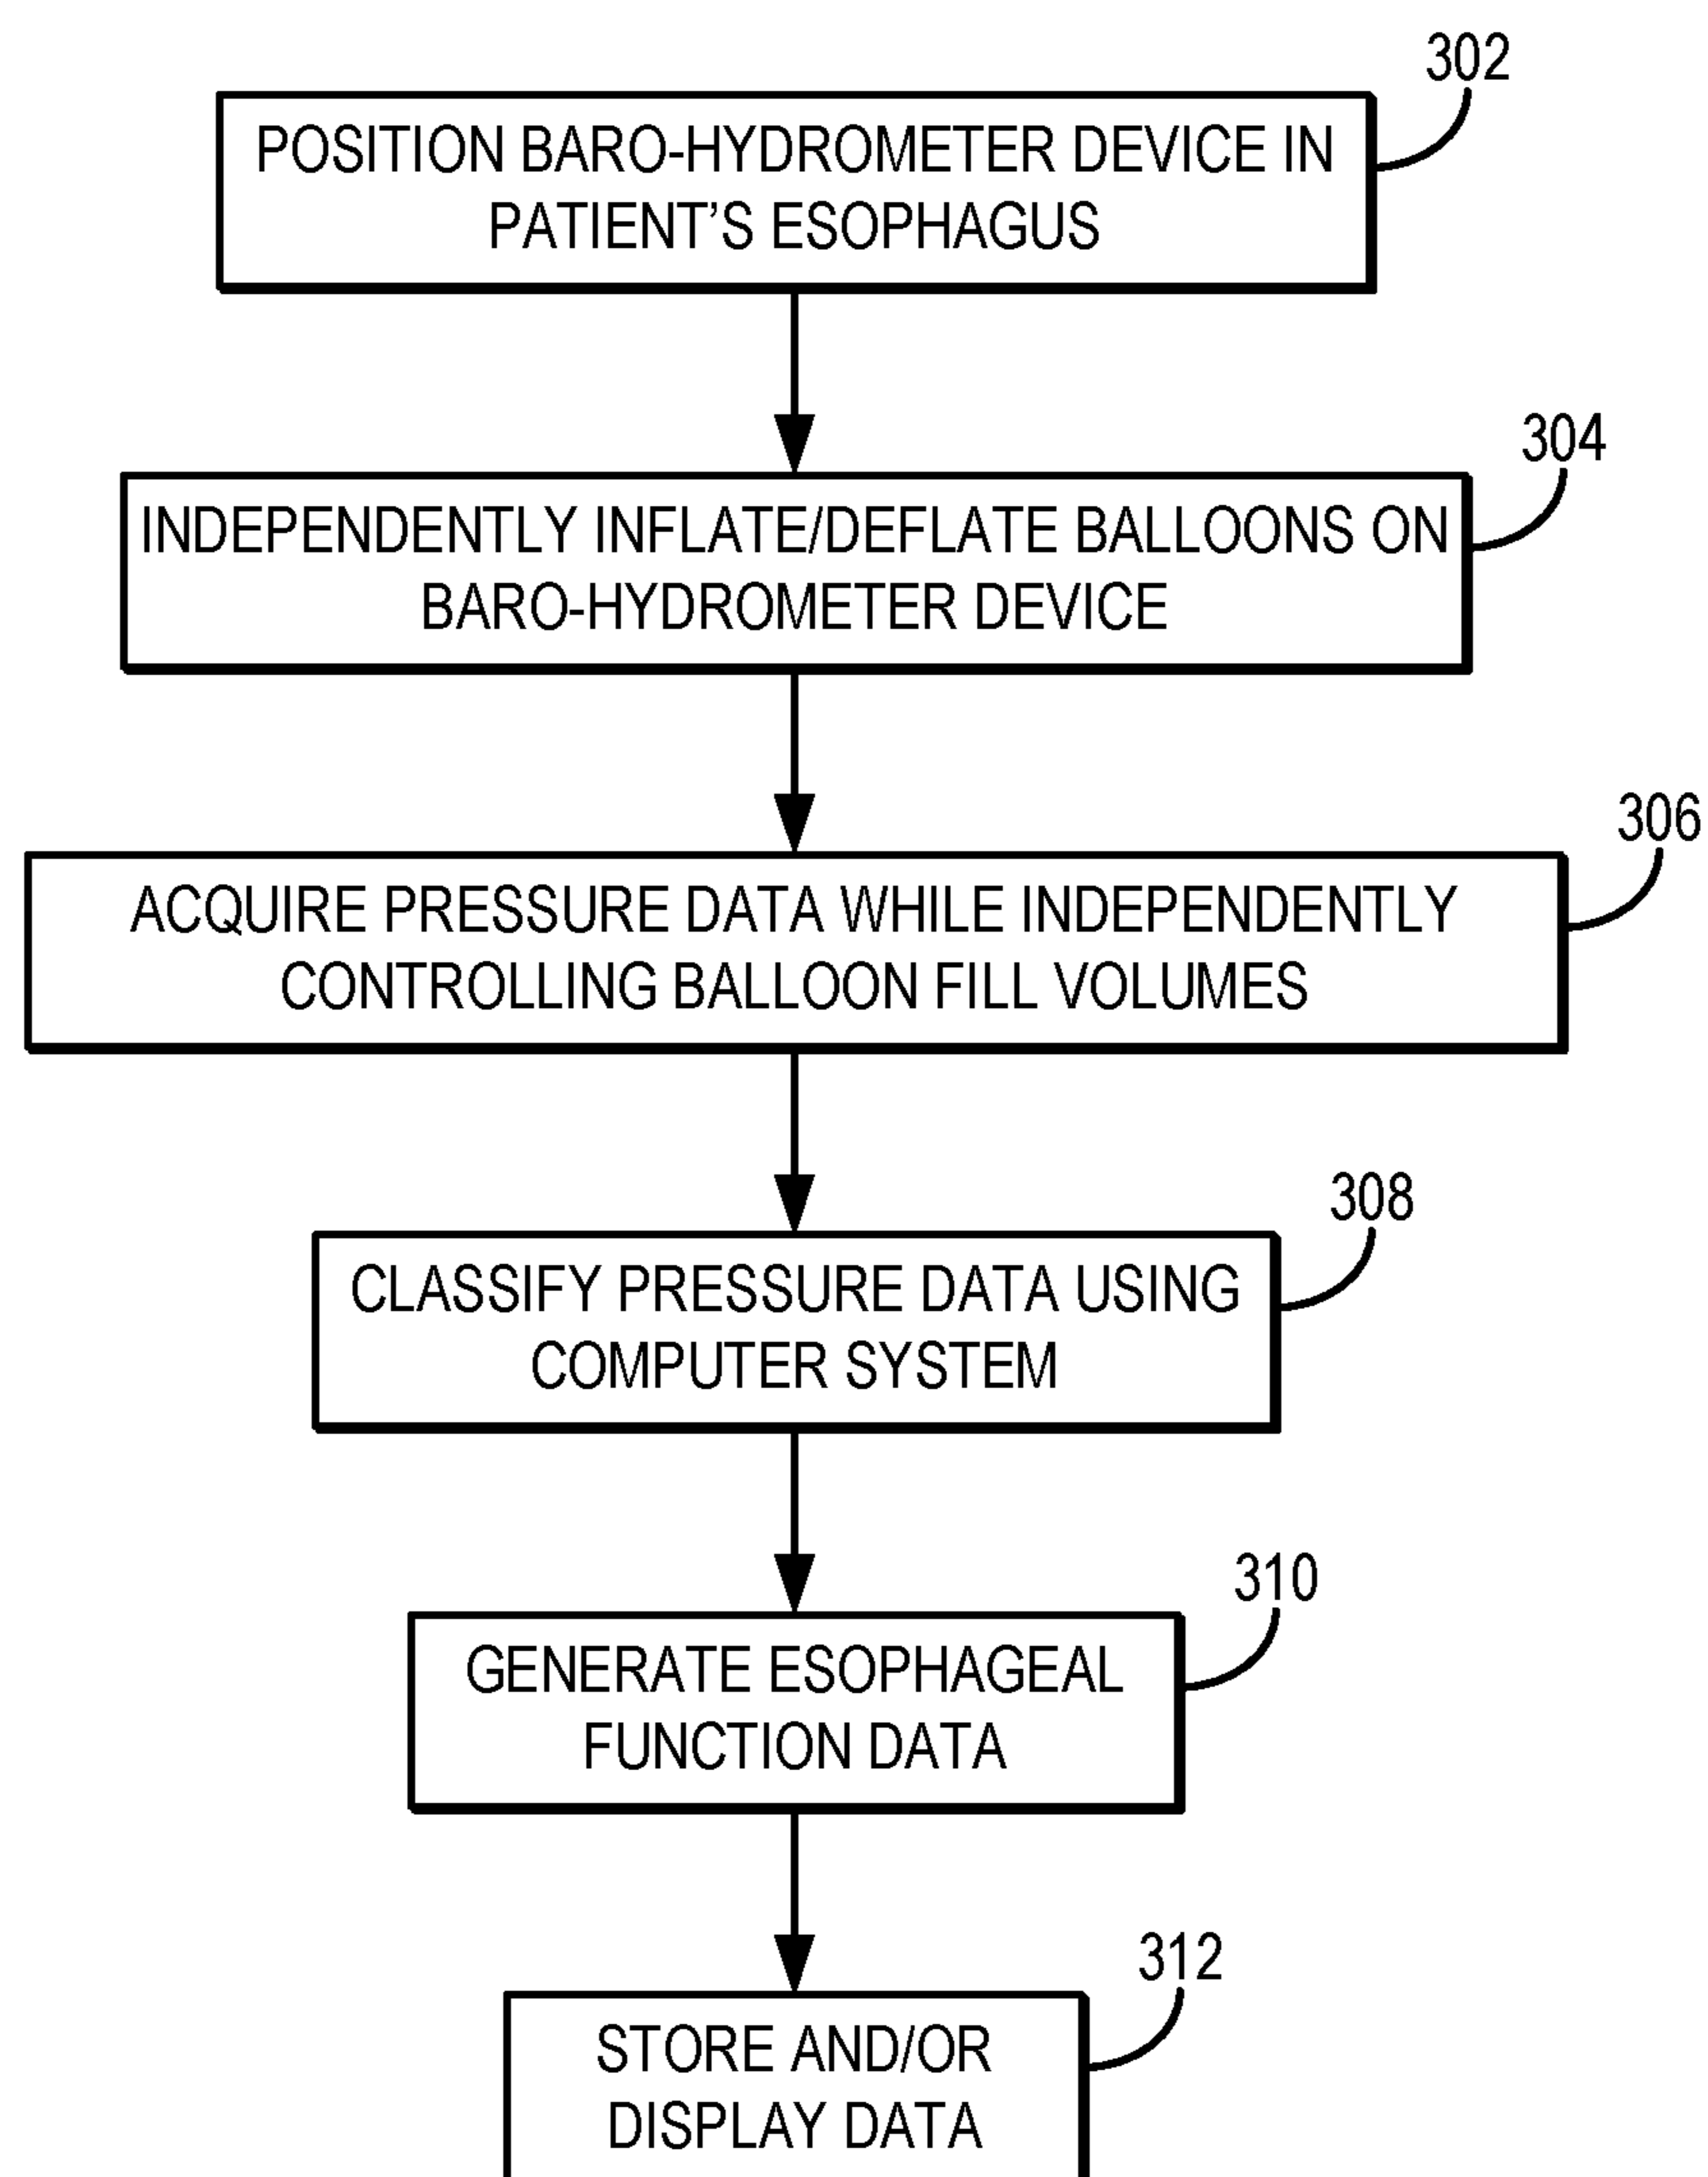 302
POSITION BARO-HYDROMETER DEVICE IN
PATIENT'S ESOPHAGUS
304
INDEPENDENTLY INFLATE/DEFLATE BALLOONS ON
BARO-HYDROMETER DEVICE
306
ACQUIRE PRESSURE DATA WHILE INDEPENDENTLY
CONTROLLING BALLOON FILL VOLUMES
308
CLASSIFY PRESSURE DATA USING
COMPUTER SYSTEM
310
GENERATE ESOPHAGEAL
FUNCTION DATA
312
STORE AND/OR
DISPLAY DATA